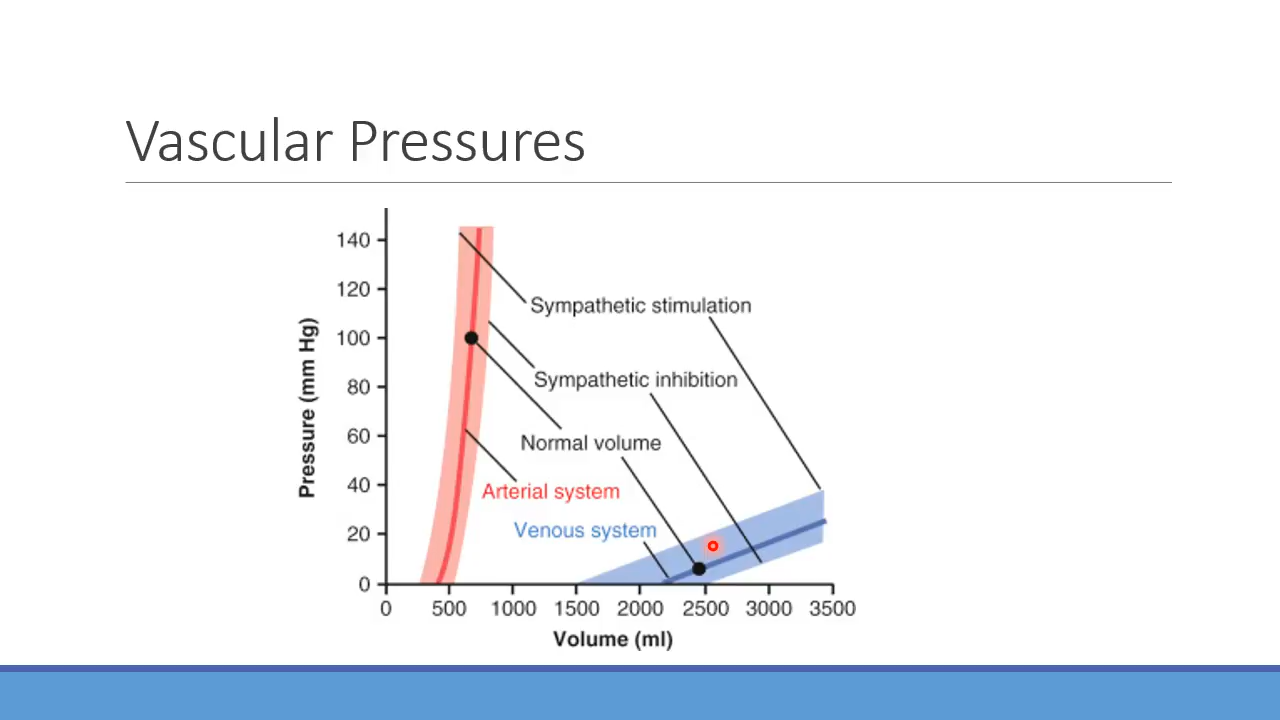 Vascular Pressures
140
120
100
80
60
40
20
0
Pressure (mm Hg)
Sympathetic stimulation
Sympathetic inhibition
Normal volume
Arterial system
Venous system
0 500 1000 1500 2000 2500 3000 3500
Volume (ml)